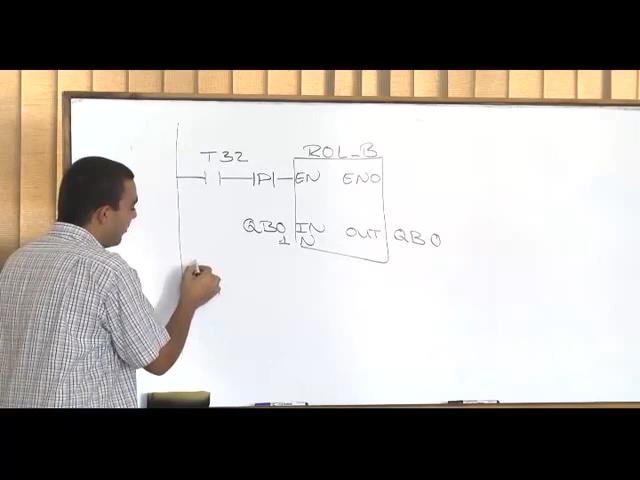 T32 ROL_B
P EN ENO
QB0 IN OUT QB0
1 N